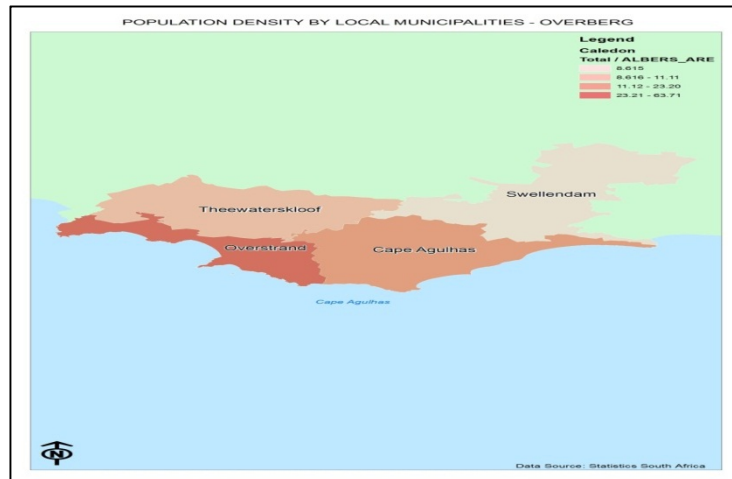 POPULATION DENSITY BY LOCAL MUNICIPALITIES - OVERBERG
Legend
Caledon
Total / ALBERS_ARE
8.615
8.616 - 11.11
11.12 - 23.20
23.21 - 63.71
Swellendam
Theewaterskloof
Overstrand
Cape Agulhas
Cape Agulhas
N
Data Source: Statistics South Africa